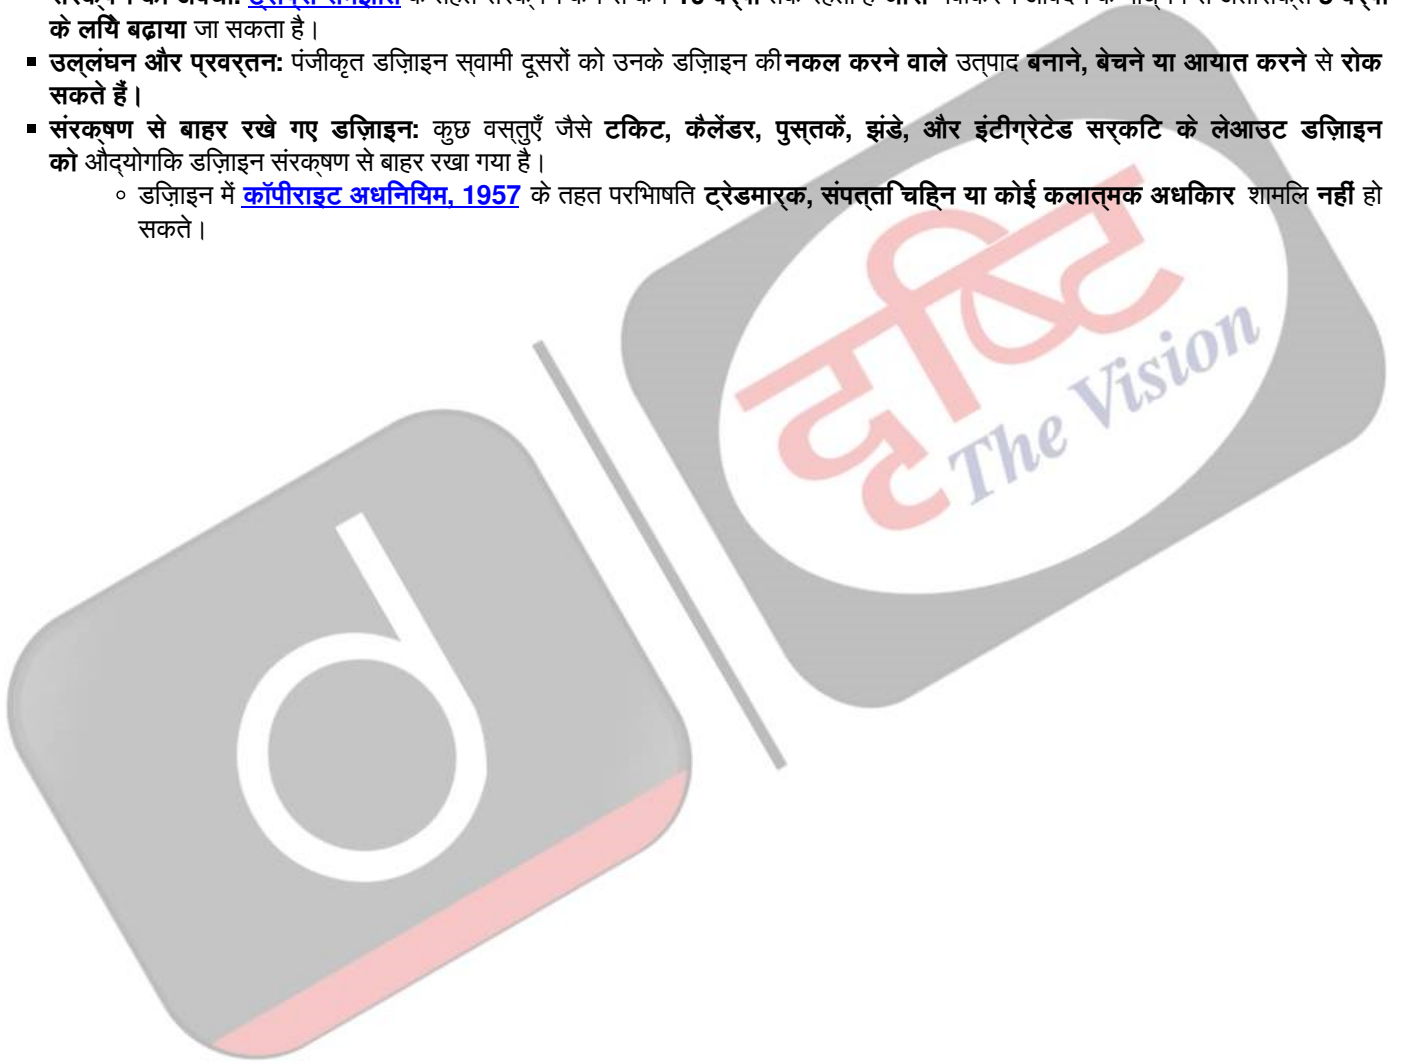 के लिये बढ़ाया जा सकता है।
▪ उल्लंघन और प्रवर्तन: पंजीकृत डिज़ाइन स्वामी दूसरों को उनके डिज़ाइन की नकल करने वाले उत्पाद बनाने, बेचने या आयात करने से रोक
सकते हैं।
▪ संरक्षण से बाहर रखे गए डिज़ाइन: कुछ वस्तुएँ जैसे टिकट, कैलेंडर, पुस्तकें, झंडे, और इंटीग्रेटेड सर्किट के लेआउट डिज़ाइन
को औद्योगिक डिज़ाइन संरक्षण से बाहर रखा गया है।
○ डिज़ाइन में कॉपीराइट अधिनियम, 1957 के तहत परिभाषित ट्रेडमार्क, संपत्ति चिह्न या कोई कलात्मक अधिकार शामिल नहीं हो
सकते।
दृष्टि
The Vision
d